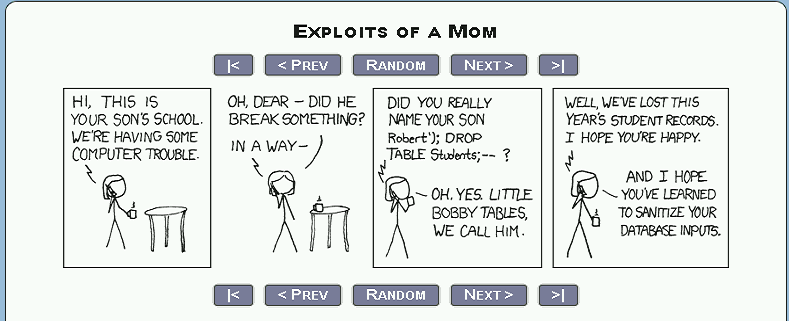 EXPLOITS OF A MOM
|< < PREV RANDOM NEXT > >|
HI, THIS IS
YOUR SON'S SCHOOL.
WE'RE HAVING SOME
COMPUTER TROUBLE.
OH, DEAR – DID HE
BREAK SOMETHING?
IN A WAY–
DID YOU REALLY
NAME YOUR SON
Robert'); DROP
TABLE Students;-- ?
OH. YES. LITTLE
BOBBY TABLES,
WE CALL HIM.
WELL, WE'VE LOST THIS
YEAR'S STUDENT RECORDS.
I HOPE YOU'RE HAPPY.
AND I HOPE
YOU'VE LEARNED
TO SANITIZE YOUR
DATABASE INPUTS.
|< < PREV RANDOM NEXT > >|